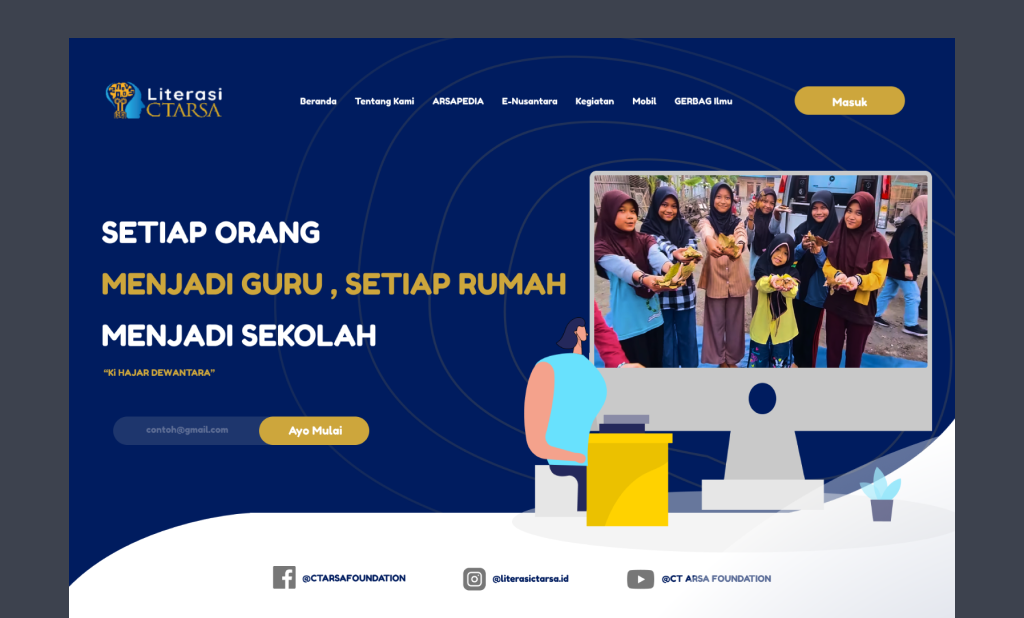 Literasi
CTARSA
Beranda Tentang Kami ARSAPEDIA E-Nusantara Kegiatan Mobil GERBAG Ilmu Masuk
SETIAP ORANG
MENJADI GURU , SETIAP RUMAH
MENJADI SEKOLAH
“Ki HAJAR DEWANTARA”
contoh@gmail.com Ayo Mulai
@CTARSAFOUNDATION @literasictarsa.id @CT ARSA FOUNDATION